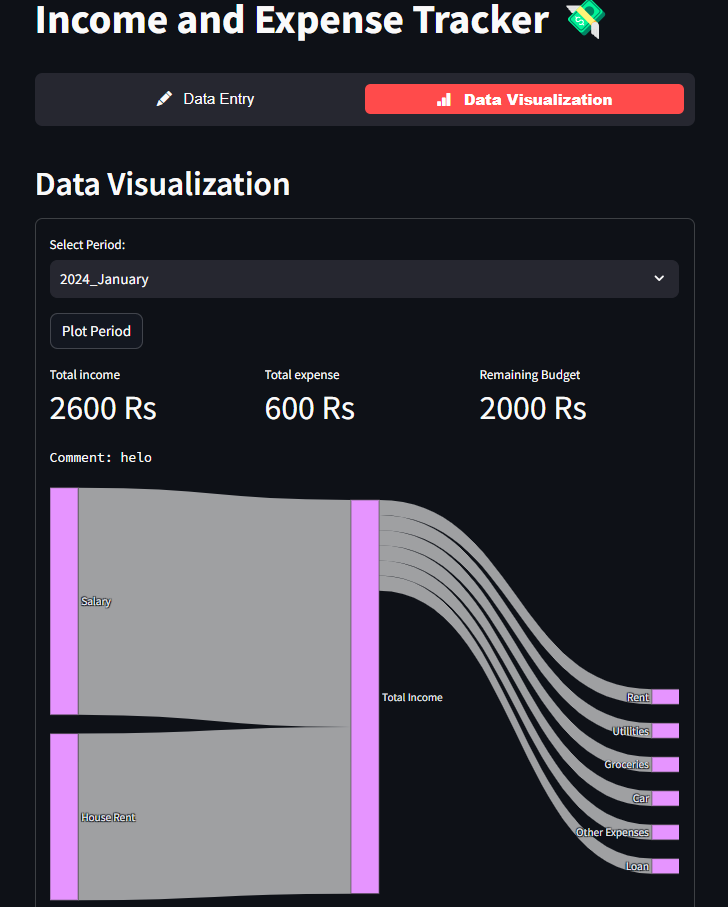 Income and Expense Tracker
Data Entry
Data Visualization
Data Visualization
Select Period:
2024_January
Plot Period
Total income
Total expense
Remaining Budget
2600 Rs
600 Rs
2000 Rs
Comment: helo
Salary
Total Income
Rent
Utilities
Groceries
Car
House Rent
Other Expenses
Loan